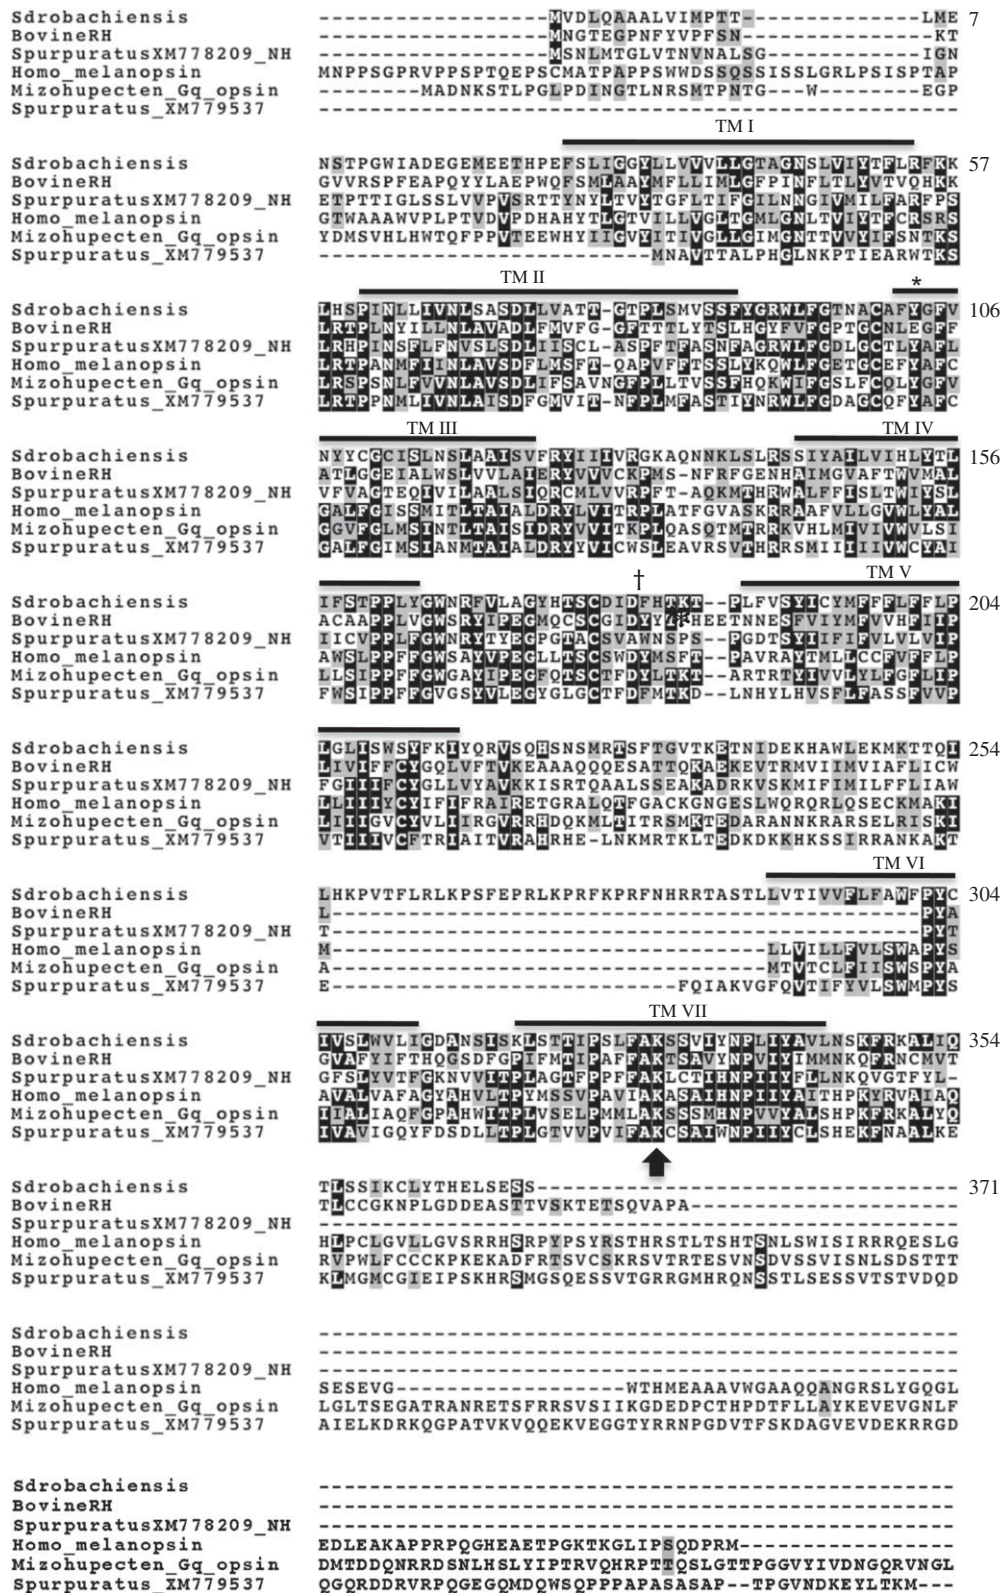 Sdrobachiensis ------------------MVDLQAAALVIMPTT-------------LME 7
BovineRH ------------------MNGTEGPNFYVPFSN--------------KT
SpurpuratusXM778209_NH ------------------MSNLMTGLVTNVNALSG------------IGN
Homo_melanopsin MNPPSGPRVPPSPTQEPSCMATPAPPSWWDSSQSSISSLGRLPSISPTAP
Mizohupecten_Gq_opsin --------MADNKSTLPGLPDINGTLNRSMTPNTG---W--------EGP
Spurpuratus_XM779537 --------------------------------------------------
TM I
Sdrobachiensis NSTPGWIADEGEMEETHPEFSLIGGYLLVVVLLGTAGNSLVIYTFLRFKK 57
BovineRH GVVRSPFEAPQYYLAEPWQFSMLAAYMFLLIMLGFPINFLTLYVTVQHKK
SpurpuratusXM778209_NH ETPTTIGLSSLVVPVSRTTYNYLTVYTGFLTIFGILNNGIVMILFARFPS
Homo_melanopsin GTWAAAWVPLPTVDVPDHAHYTLGTVILLVGLTGMLGNLTVIYTFCRSRS
Mizohupecten_Gq_opsin YDMSVHLHWTQFPPVTEEWHYIIGVYITIVGLLGIMGNTTVVYIFSNTKS
Spurpuratus_XM779537 --------------------------MNAVTTALPHGLNKPTIEARWTKS
TM II *
Sdrobachiensis LHSPINLLIVNLSASDLLVATT-GTPLSMVSSFYGRWLFGTNACAFYGFV 106
BovineRH LRTPLNYILLNLAVADLFMVFG-GFTTTLYTSLHGYFVFGPTGCNLEGFF
SpurpuratusXM778209_NH LRHPINSFLFNVSLSDLIISCL-ASPFTFASNFAGRWLFGDLGCTLYAFL
Homo_melanopsin LRTPANMFIINLAVSDFLMSFT-QAPVFFTSSLYKQWLFGETGCEFYAFC
Mizohupecten_Gq_opsin LRSPSNLFVVNLAVSDLIFSAVNGFPLLTVSSFHQKWIFGSLFCQLYGFV
Spurpuratus_XM779537 LRTPPNMLIVNLAISDFGMVIT-NFPLMFASTIYNRWLFGDAGCQFYAFC
TM III TM IV
Sdrobachiensis NYYCGCISLNSLAAISVFRYIIIVRGKAQNNKLSLRSSIYAILVIHLYTL 156
BovineRH ATLGGEIALWSLVVLAIERYVVVCKPMS-NFRFGENHAIMGVAFTWVMAL
SpurpuratusXM778209_NH VFVAGTEQIVILAALSIQRCMLVVRPFT-AQKMTHRWALFFISLTWIYSL
Homo_melanopsin GALFGISSMITLTAIALDRYLVITRPLATFGVASKRRAAFVLLGVWLYAL
Mizohupecten_Gq_opsin GGVFGLMSINTLTAISIDRYVVITKPLQASQTMTRRKVHLMIVIVWVLSI
Spurpuratus_XM779537 GALFGIMSIANMTAIALDRYYVICWSLEAVRSVTHRRSMIIIIIVWCYAI
† TM V
Sdrobachiensis IFSTPPLYGWNRFVLAGYHTSCDIDFHTKT--PLFVSYICYMFFFLFFLP 204
BovineRH ACAAPPLVGWSRYIPEGMQCSCGIDYYT*HEETNNESFVIYMFVVHFIIP
SpurpuratusXM778209_NH IICVPPLFGWNRYTYEGPGTACSVAWNSPS--PGDTSYIIFIFVLVLVIP
Homo_melanopsin AWSLPPFFGWSAYVPEGLLTSCSWDYMSFT--PAVRAYTMLLCCFVFFLP
Mizohupecten_Gq_opsin LLSIPPFFGWGAYIPEGFQTSCTFDYLTKT--ARTRTYIVVLYLFGFLIP
Spurpuratus_XM779537 FWSIPPFFGVGSYVLEGYGLGCTFDFMTKD--LNHYLHVSFLFASSFVVP
Sdrobachiensis LGLISWSYFKIYQRVSQHSNSMRTSFTGVTKETNIDEKHAWLEKMKTTQI 254
BovineRH LIVIFFCYGQLVFTVKEAAAQQQESATTQKAEKEVTRMVIIMVIAFLICW
SpurpuratusXM778209_NH FGIIIFCYGLLVYAVKKISRTQAALSSEAKADRKVSKMIFIMILFFLIAW
Homo_melanopsin LLIIIYCYIFIFRAIRETGRALQTFGACKGNGESLWQRQRLQSECKMAKI
Mizohupecten_Gq_opsin LIIIGVCYVLIIRGVRRHDQKMLTITRSMKTEDARANNKRARSELRISKI
Spurpuratus_XM779537 VTIIIVCFTRIAITVRAHRHE-LNKMRTKLTEDKDKKHKSSIRRANKAKT
TM VI
Sdrobachiensis LHKPVTFLRLKPSFEPRLKPRFKPRFNHRRTASTLLVTIVVFLFAWFPYC 304
BovineRH L----------------------------------------------PYA
SpurpuratusXM778209_NH T----------------------------------------------PYT
Homo_melanopsin M----------------------------------LLVILLFVLSWAPYS
Mizohupecten_Gq_opsin A----------------------------------MTVTCLFIISWSPYA
Spurpuratus_XM779537 E---------------------------FQIAKVGFQVTIFYVLSWMPYS
TM VII
Sdrobachiensis IVSLWVLIGDANSISKLSTTIPSLFAKSSVIYNPLIYAVLNSKFRKALIQ 354
BovineRH GVAFYIFTHQGSDFGPIFMTIPAFFAKTSAVYNPVIYIMMNKQFRNCMVT
SpurpuratusXM778209_NH GFSLYVTFGKNVVITPLAGTFPPFFAKLCTIHNPIIYFLLNKQVGTFYL-
Homo_melanopsin AVALVAFAGYAHVLTPYMSSVPAVIAKASAIHNPIIYAITHPKYRVAIAQ
Mizohupecten_Gq_opsin IIALIAQFGPAHWITPLVSELPMMLAKSSSMHNPVVYALSHPKFRKALYQ
Spurpuratus_XM779537 IVAVIGQYFDSDLLTPLGTVVPVIFAKCSAIWNPIIYCLSHEKFNAALKE
Sdrobachiensis TLSSIKCLYTHELSESS--------------------------------- 371
BovineRH TLCCGKNPLGDDEASTTVSKTETSQVAPA---------------------
SpurpuratusXM778209_NH --------------------------------------------------
Homo_melanopsin HLPCLGVLLGVSRRHSRPYPSYRSTHRSTLTSHTSNLSWISIRRRQESLG
Mizohupecten_Gq_opsin RVPWLFCCCKPKEKADFRTSVCSKRSVTRTESVNSDVSSVISNLSDSTTT
Spurpuratus_XM779537 KLMGMCGIEIPSKHRSMGSQESSVTGRRGMHRQNSSTLSESSVTSTVDQD
Sdrobachiensis --------------------------------------------------
BovineRH --------------------------------------------------
SpurpuratusXM778209_NH --------------------------------------------------
Homo_melanopsin SESEVG------------------WTHMEAAAVWGAAQQANGRSLYGQGL
Mizohupecten_Gq_opsin LGLTSEGATRANRETSFRRSVSIIKGDEDPCTHPDTFLLAYKEVEVGNLF
Spurpuratus_XM779537 AIELKDRKQGPATVKVQQEKVEGGTYRRNPGDVTFSKDAGVEVDEKRRGD
Sdrobachiensis --------------------------------------------------
BovineRH --------------------------------------------------
SpurpuratusXM778209_NH --------------------------------------------------
Homo_melanopsin EDLEAKAPPRPQGHEAETPGKTKGLIPSQDPRM-----------------
Mizohupecten_Gq_opsin DMTDDQNRRDSNLHSLYIPTRVQHRPTTQSLGTTPGGVYIVDNGQRVNGL
Spurpuratus_XM779537 QGQRDDRVRPQGEGQMDQWSQPPPAPASASAP--TPGVNDKEYLTKM---